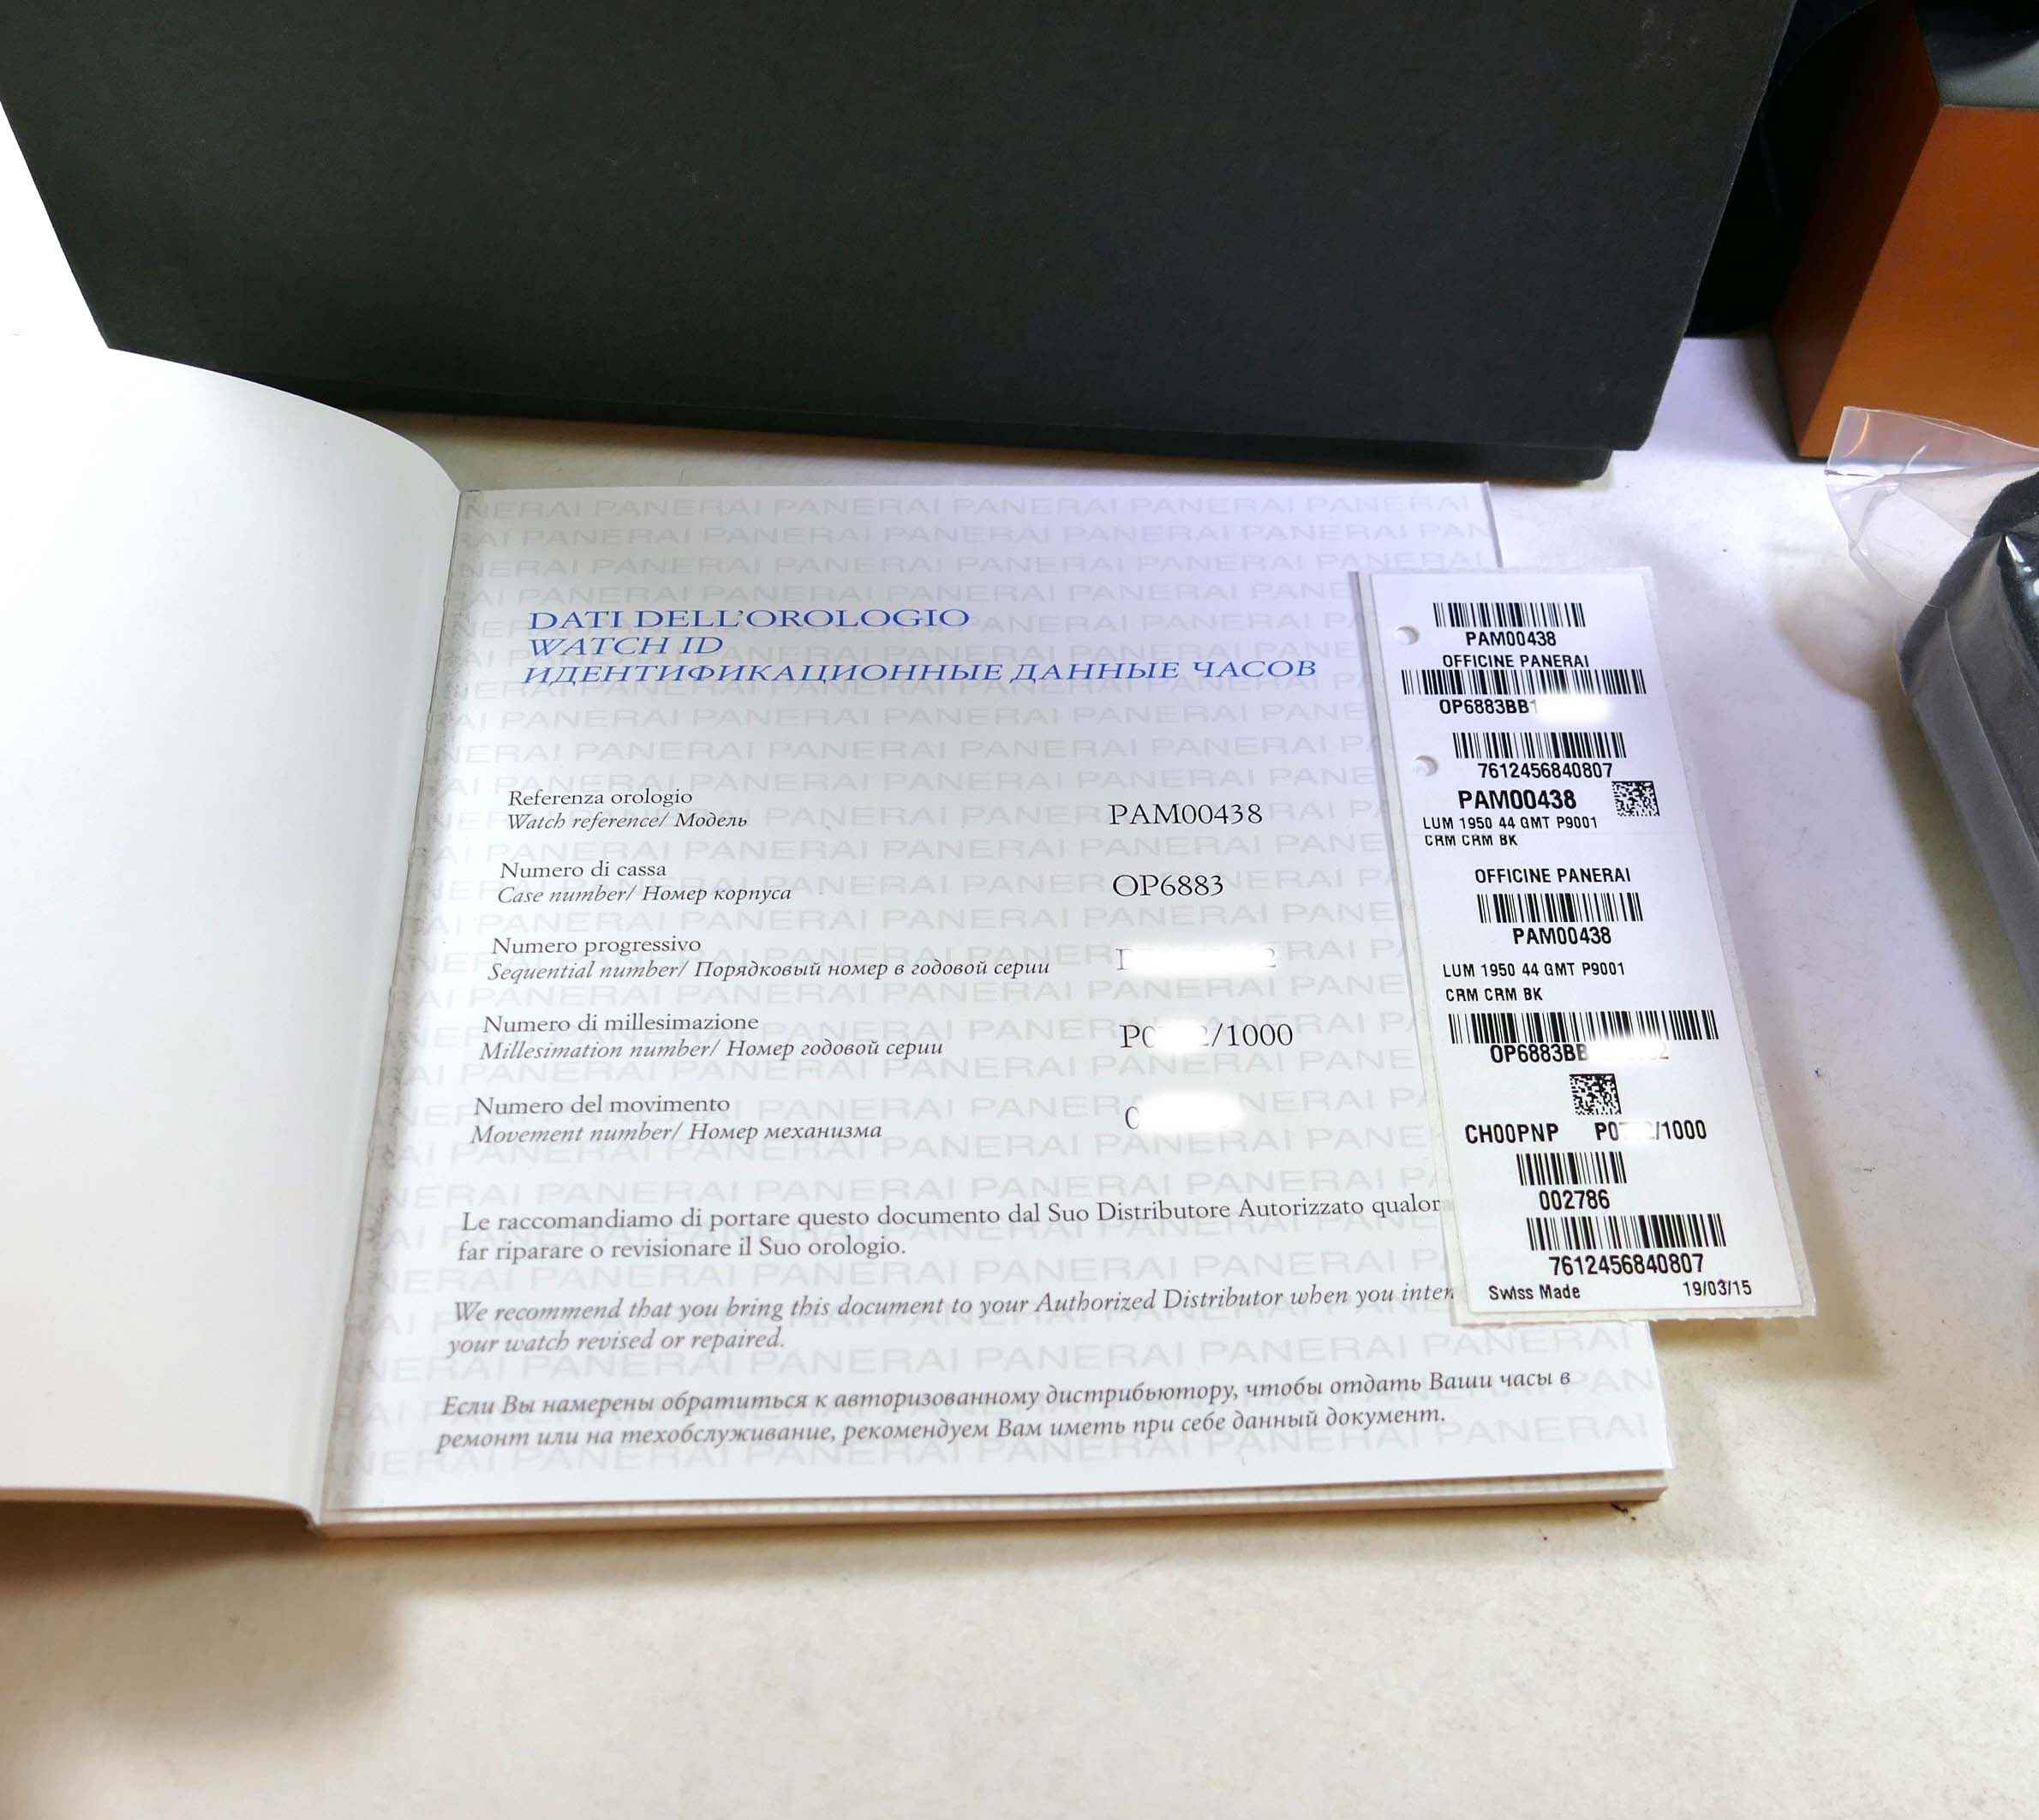 DATI DELL'OROLOGIO
WATCH ID
ИДЕНТИФИКАЦИОННЫЕ ДАННЫЕ ЧАСОВ
Referenza orologio
Watch reference/ Модель
PAM00438
Numero di cassa
Case number/ Номер корпуса
OP6883
Numero progressivo
Sequential number/ Порядковый номер в годовой серии
Numero di millesimazione
Millesimation number/ Номер годовой серии
/1000
Numero del movimento
Movement number/ Номер механизма
Le raccomandiamo di portare questo documento dal Suo Distributore Autorizzato qualor
far riparare o revisionare il Suo orologio.
We recommend that you bring this document to your Authorized Distributor when you inten
your watch revised or repaired.
Если Вы намерены обратиться к авторизованному дистрибьютору, чтобы отдать Ваши часы в
ремонт или на техобслуживание, рекомендуем Вам иметь при себе данный документ.
PAM00438
OFFICINE PANERAI
OP6883BB1
7612456840807
PAM00438
LUM 1950 44 GMT P9001
CRM CRM BK
OFFICINE PANERAI
PAM00438
LUM 1950 44 GMT P9001
CRM CRM BK
OP6883BB
CH00PNP P0 /1000
002786
7612456840807
Swiss Made 19/03/15